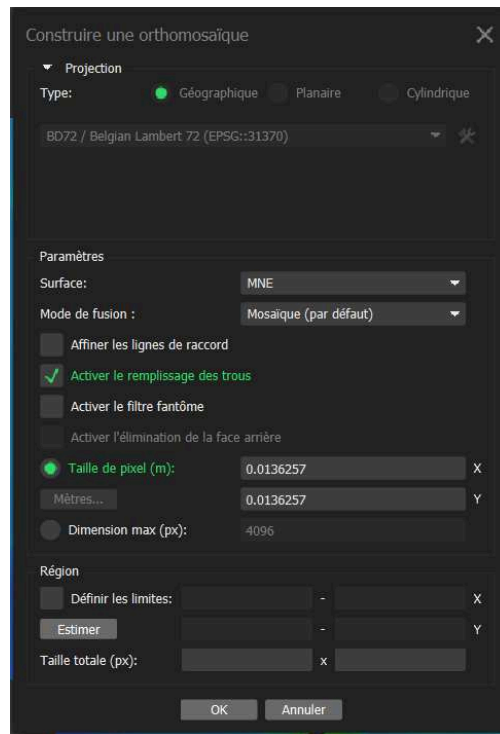 Construire une orthomosaïque
Projection
Type: Géographique Planaire Cylindrique
BD72 / Belgian Lambert 72 (EPSG::31370)
Paramètres
Surface: MNE
Mode de fusion : Mosaïque (par défaut)
Affiner les lignes de raccord
Activer le remplissage des trous
Activer le filtre fantôme
Activer l'élimination de la face arrière
Taille de pixel (m): 0.0136257 X
Mètres... 0.0136257 Y
Dimension max (px): 4096
Région
Définir les limites: - X
Estimer - Y
Taille totale (px): x
OK Annuler